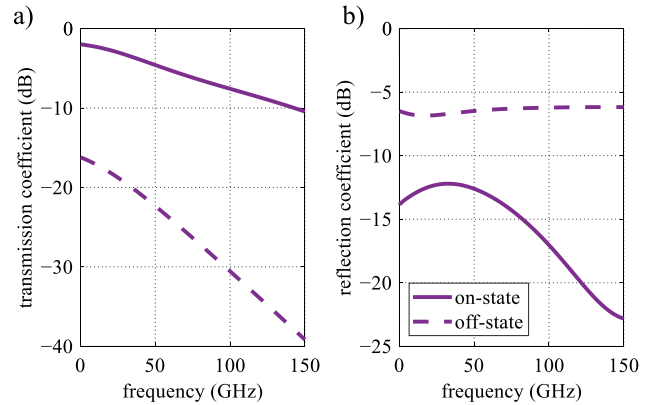 a)
0
−10
−20
−30
−40
transmission coefficient (dB)
0 50 100 150
frequency (GHz)
b)
0
−5
−10
−15
−20
−25
reflection coefficient (dB)
on-state
off-state
0 50 100 150
frequency (GHz)